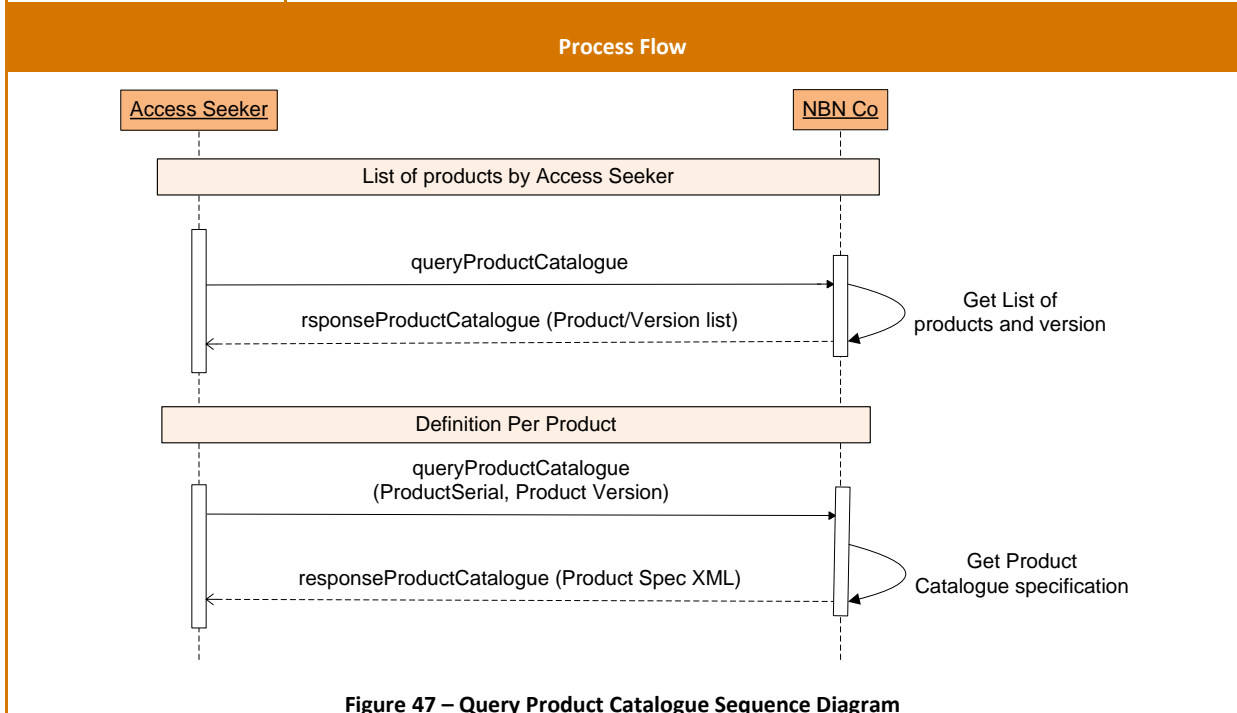 Process Flow
Access Seeker
NBN Co
List of products by Access Seeker
queryProductCatalogue
Get List of
products and version
rsponseProductCatalogue (Product/Version list)
Definition Per Product
queryProductCatalogue
(ProductSerial, Product Version)
Get Product
Catalogue specification
responseProductCatalogue (Product Spec XML)
Figure 47 – Query Product Catalogue Sequence Diagram